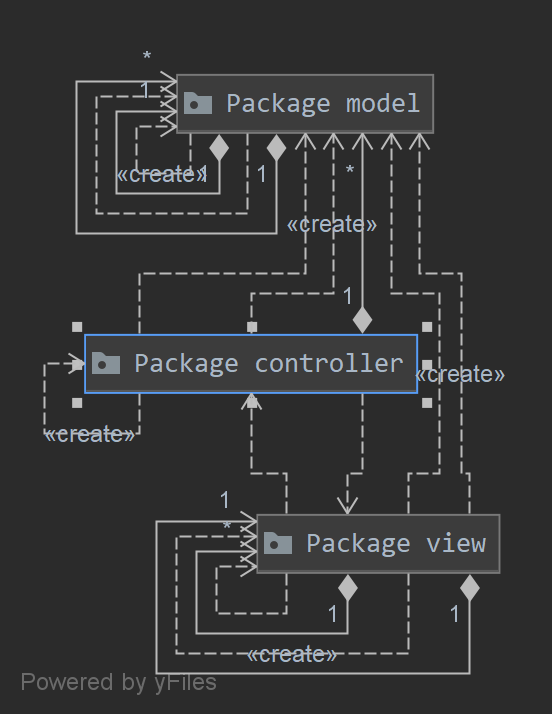 *
1
Package model
«create»
1
1
*
«create»
1
Package controller
«create»
«create»
1
*
Package view
1
1
«create»
Powered by yFiles